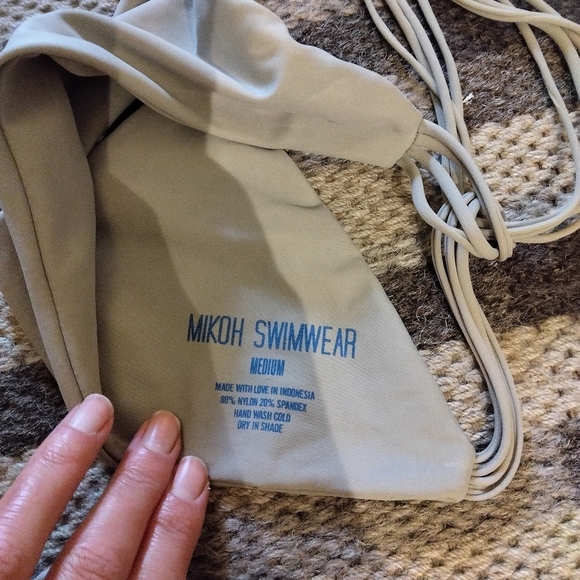 MIKOH SWIMWEAR
MEDIUM
MADE WITH LOVE IN INDONESIA
80% NYLON 20% SPANDEX
HAND WASH COLD
DRY IN SHADE